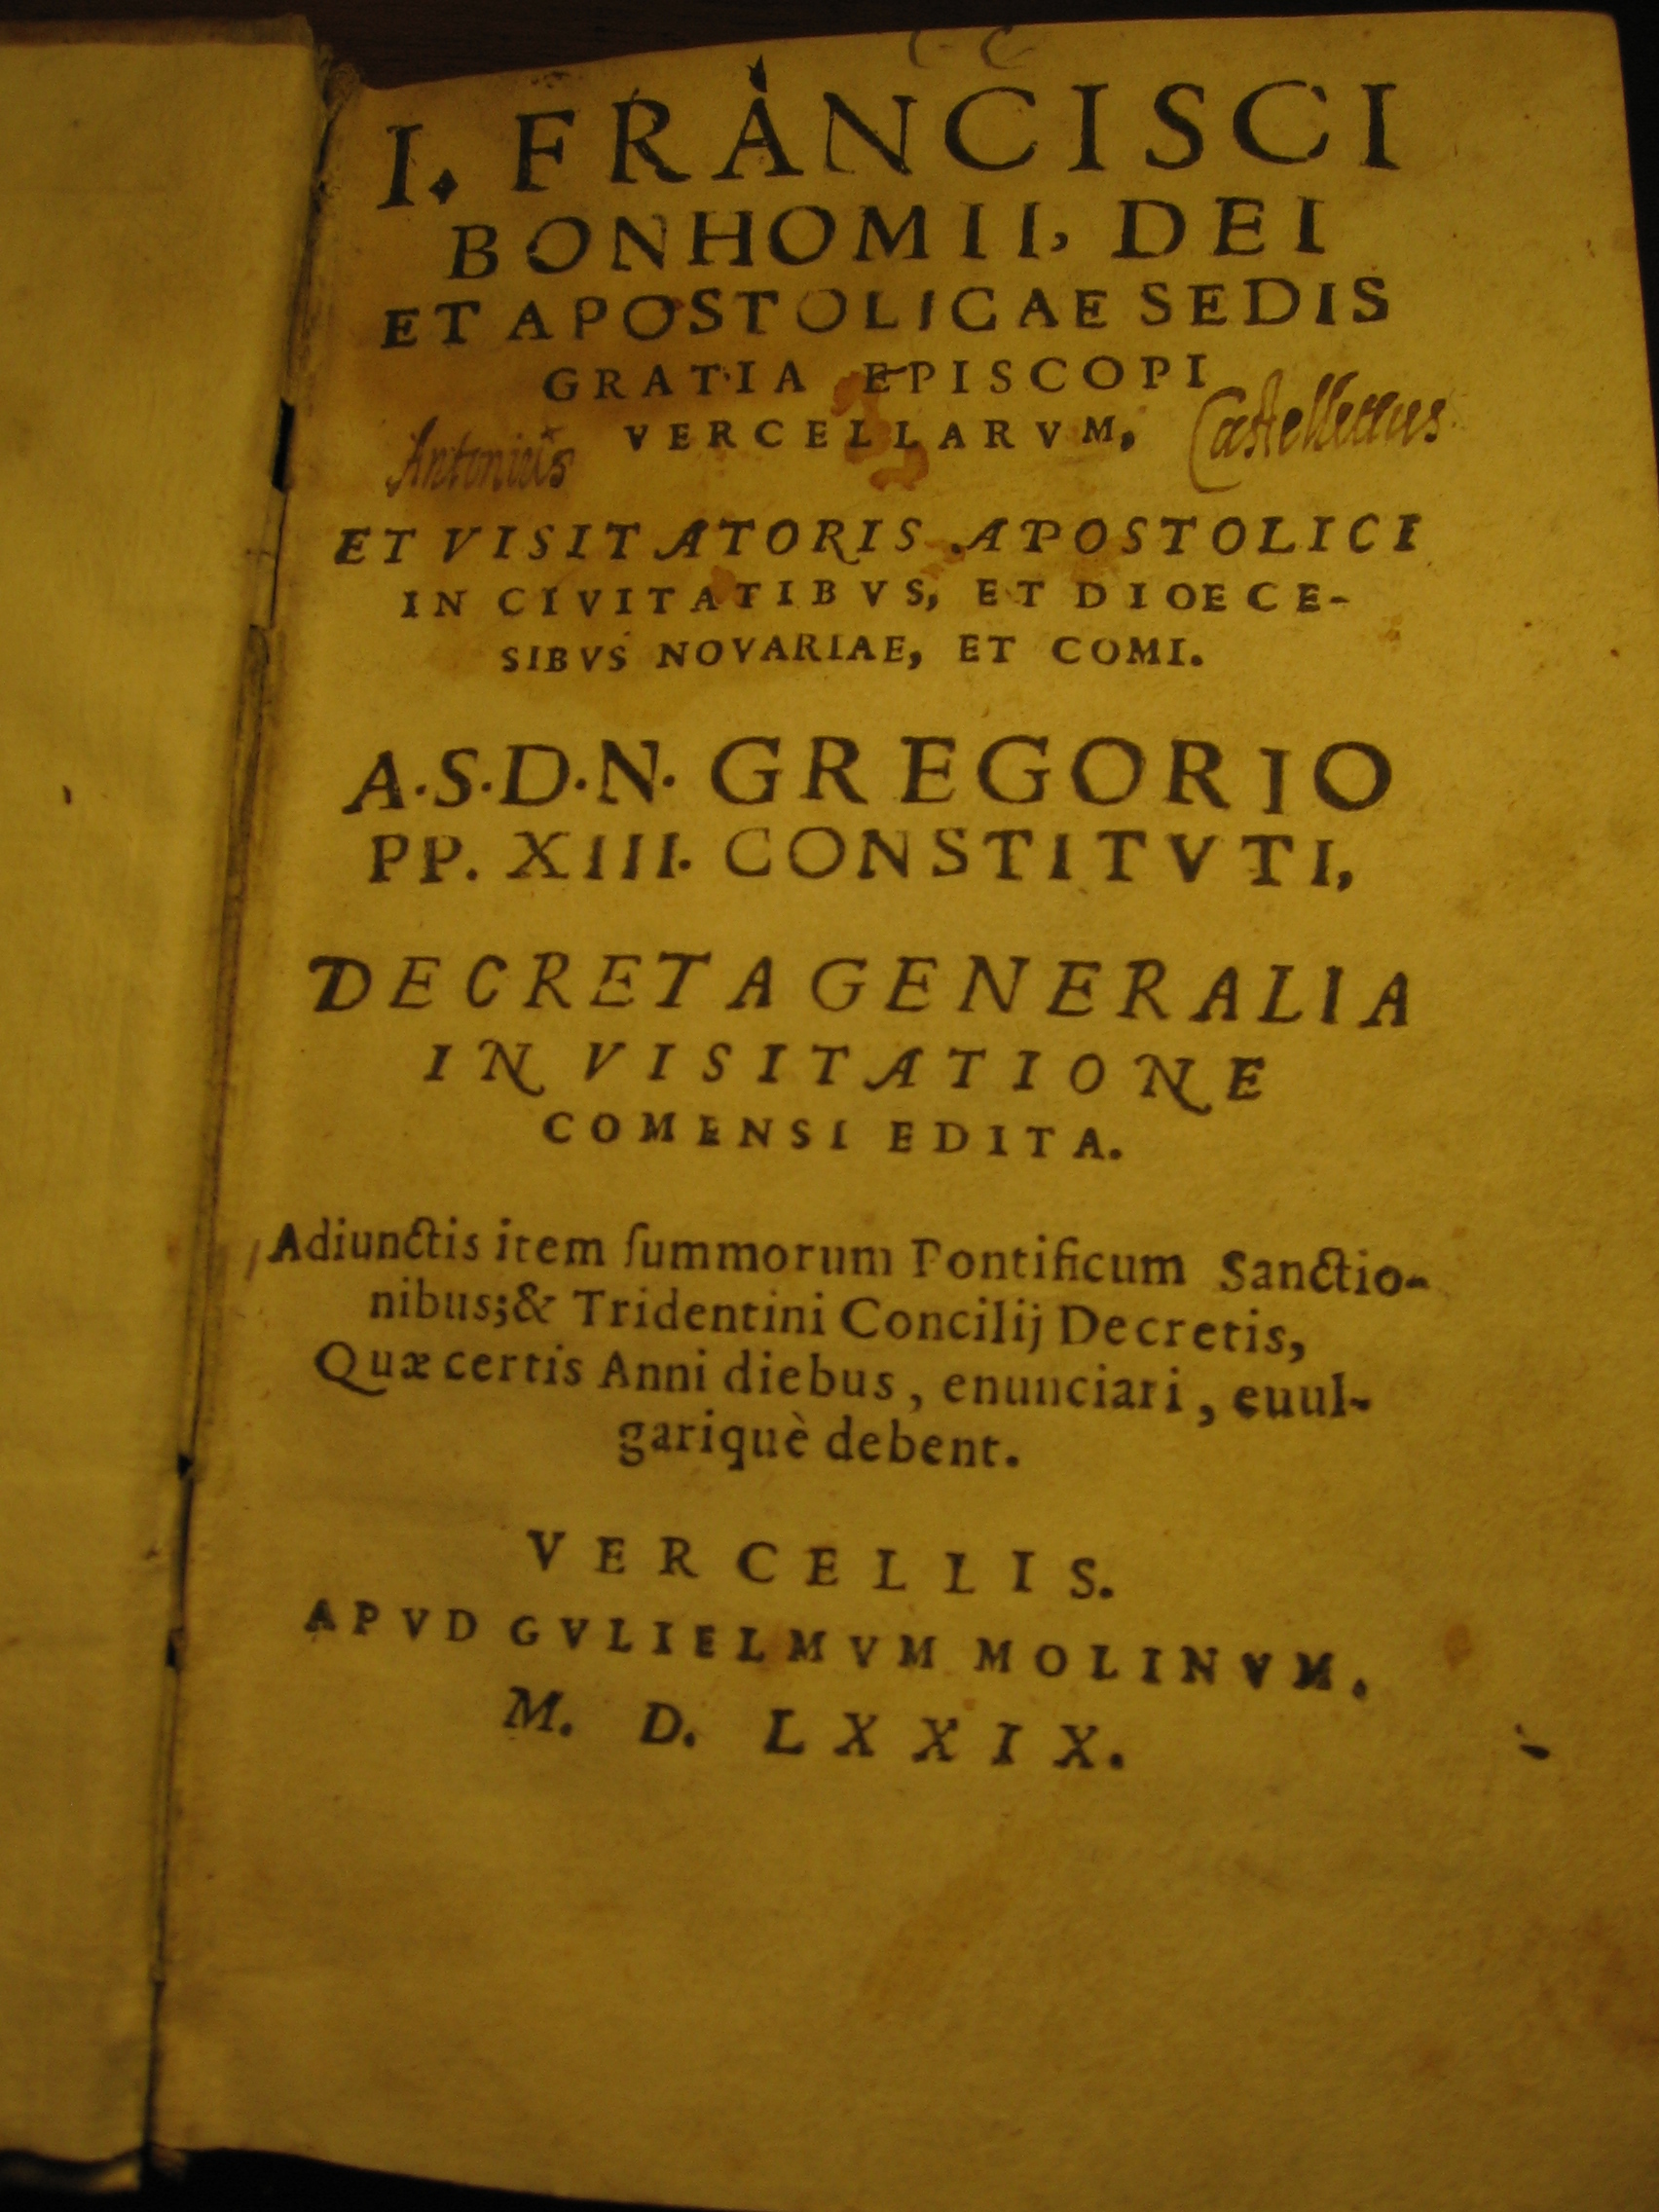 I. FRANCISCI
BONHOMII, DEI
ET APOSTOLICAE SEDIS
GRATIA EPISCOPI
VERCELLARVM,
Antonius
ET VISITATORIS APOSTOLICI
IN CIVITATIBVS, ET DIOECE-
SIBVS NOVARIAE, ET COMI.
A.S.D.N. GREGORIO
PP. XIII. CONSTITVTI,
DECRETA GENERALIA
IN VISITATIONE
COMENSI EDITA.
Adiunctis item ſummorum Pontificum Sanctio-
nibus;& Tridentini Concilij Decretis,
Quæ certis Anni diebus, enunciari, euul-
gariquè debent.
VERCELLIS.
APVD GVLIELMVM MOLINVM.
M. D. LXXIX.